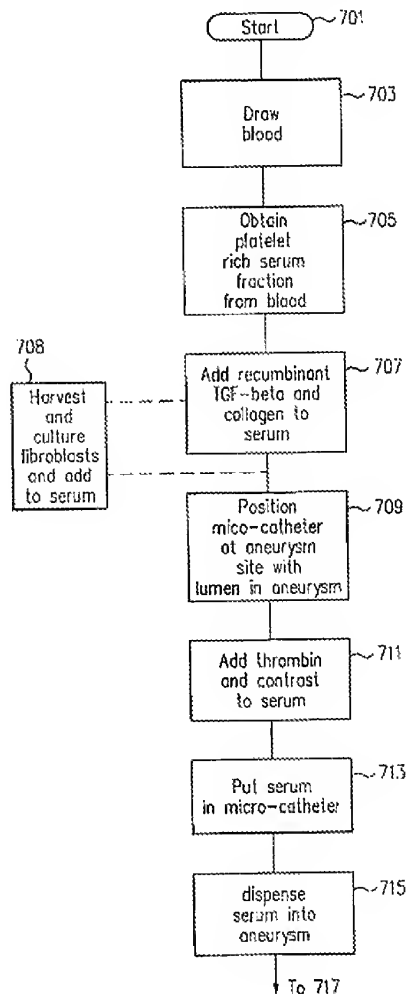 Start
701
703
Draw
blood
705
Obtain
platelet
rich serum
fraction
from blood
708
707
Add recombinant
TGF-beta and
collagen to
serum
Harvest
and
culture
fibroblasts
and add
to serum
709
Position
mico-catheter
at aneurysm
site with
lumen in aneurysm
711
Add thrombin
and contrast
to serum
713
Put serum
in micro-catheter
715
dispense
serum into
aneurysm
To 717